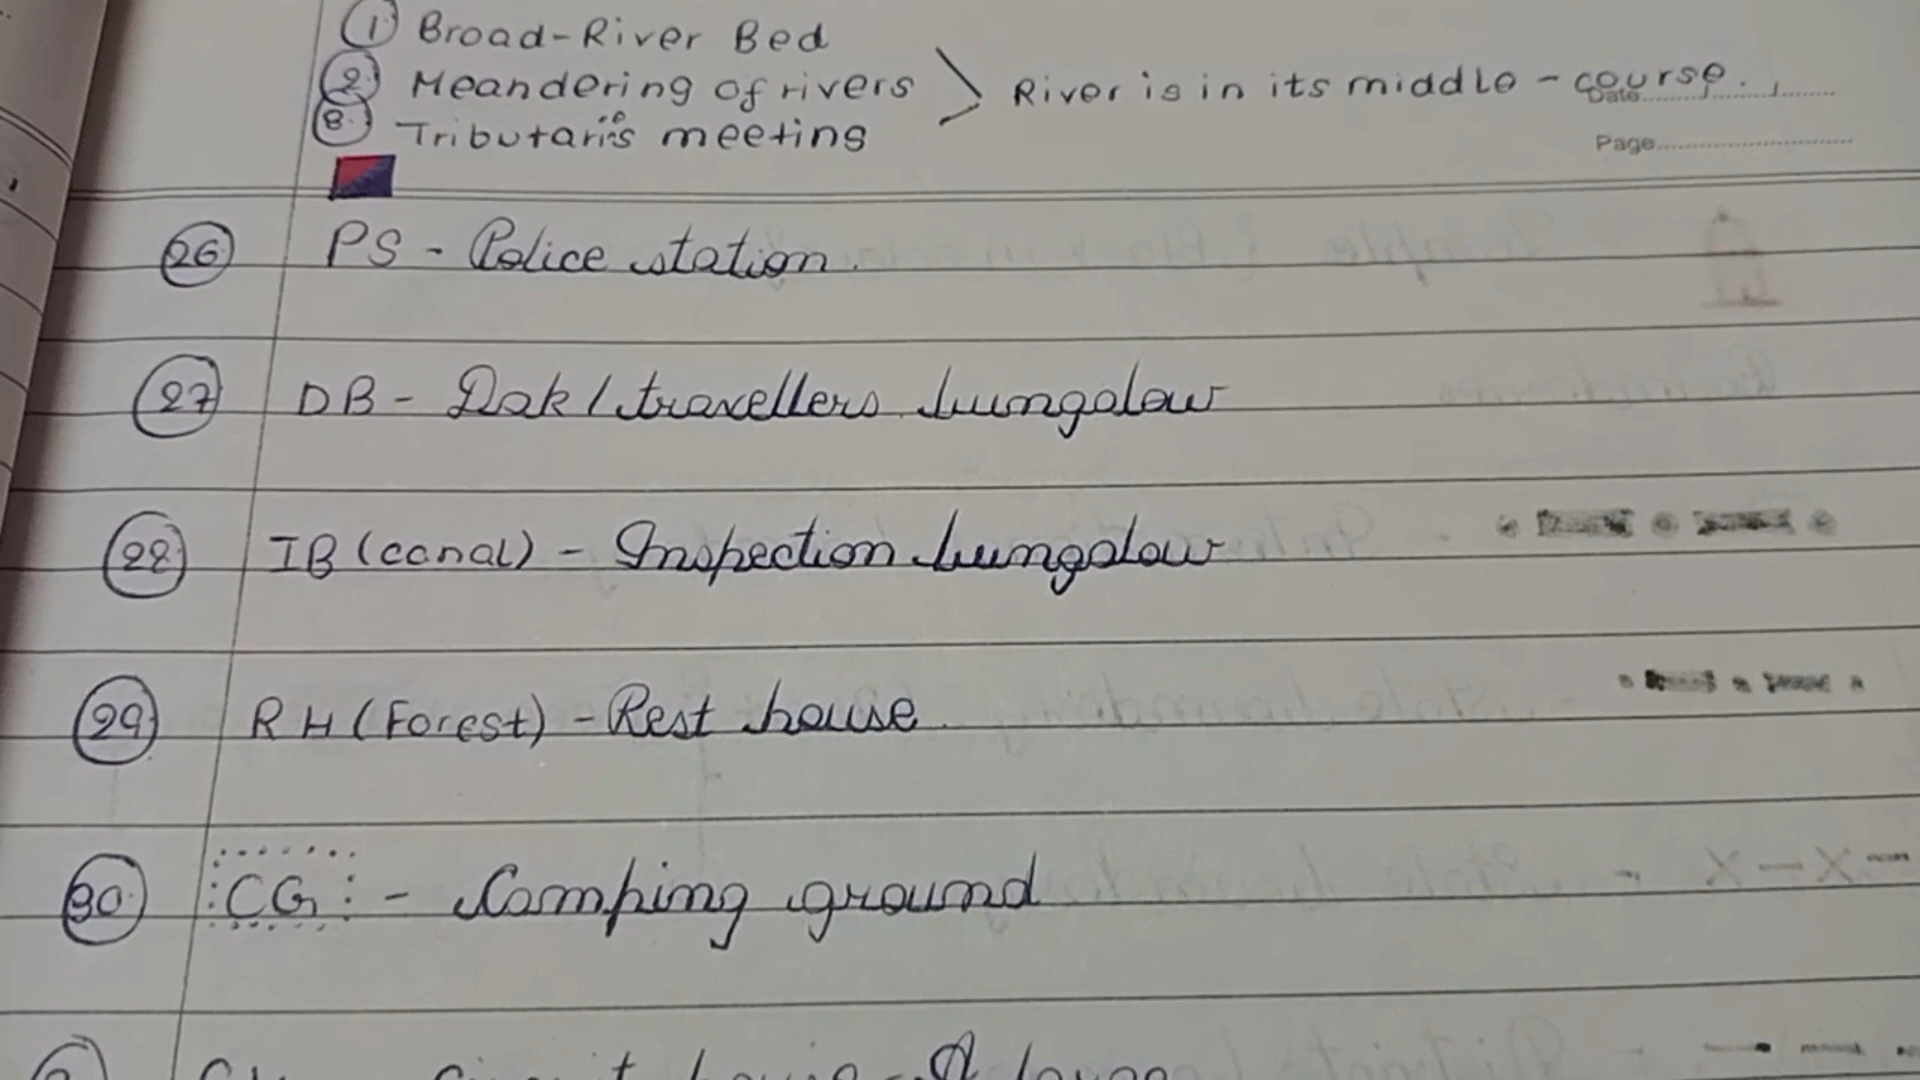 ① Broad-River Bed
② Meandering of rivers > River is in its middle - course.
③ Tributaries meeting
Date
Page
26 PS - Police station.
27 DB - Dak / travellers bungalow
28 IB (canal) - Inspection bungalow
29 RH (Forest) - Rest house.
30 CG - Camping ground